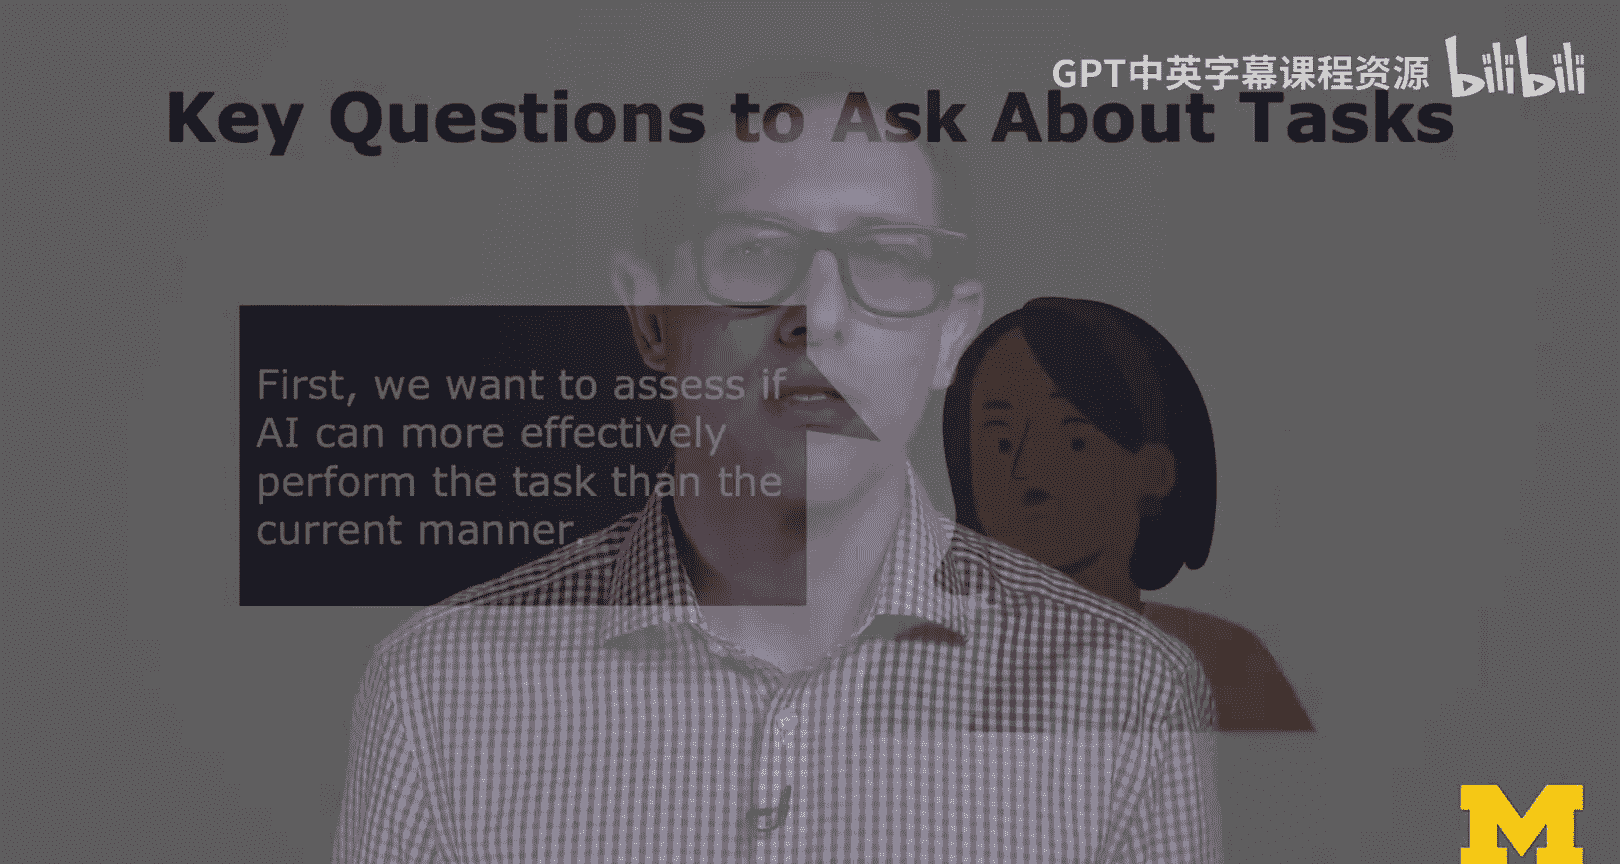 GPT中英字幕课程资源 bilibili
Key Questions to Ask About Tasks
First, we want to assess if
AI can more effectively
perform the task than the
current manner.
M